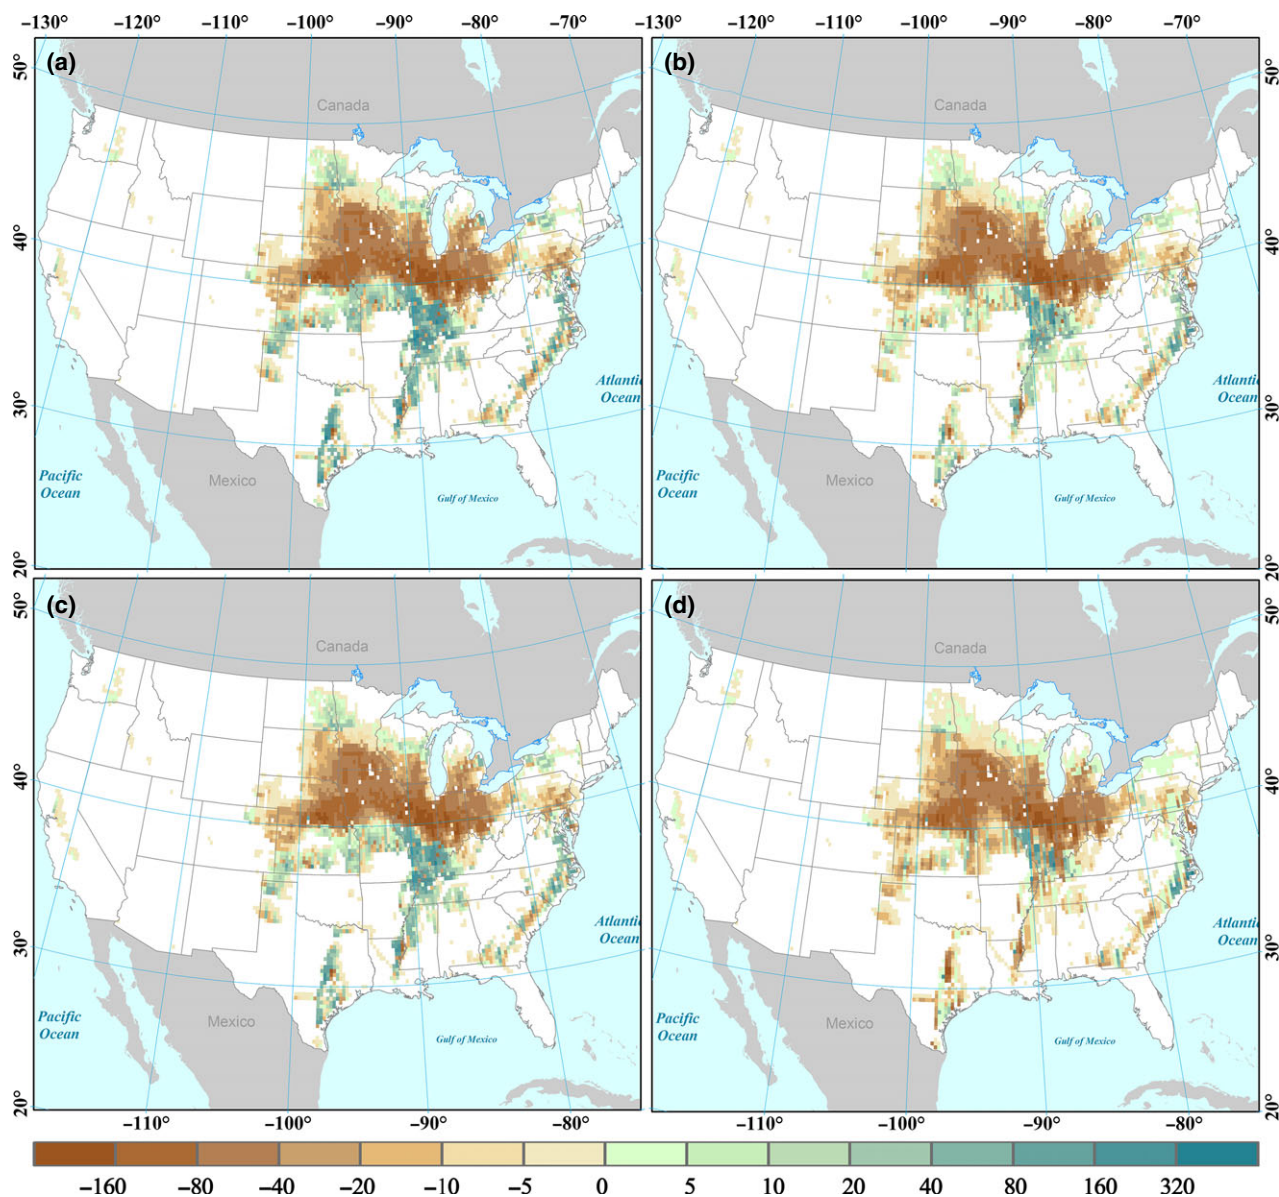 −130° −120° −110° −100° −90° −80° −70° −130° −120° −110° −100° −90° −80° −70°
(a)
50°
40°
30°
20°
Canada
Mexico
Pacific
Ocean
Gulf of Mexico
Atlantic
Ocean
(b)
50°
40°
30°
20°
Canada
Mexico
Pacific
Ocean
Gulf of Mexico
Atlantic
Ocean
(c)
50°
40°
30°
20°
Canada
Mexico
Pacific
Ocean
Gulf of Mexico
Atlantic
Ocean
(d)
50°
40°
30°
20°
Canada
Mexico
Pacific
Ocean
Gulf of Mexico
Atlantic
Ocean
−110° −100° −90° −80° −110° −100° −90° −80°
−160 −80 −40 −20 −10 −5 0 5 10 20 40 80 160 320